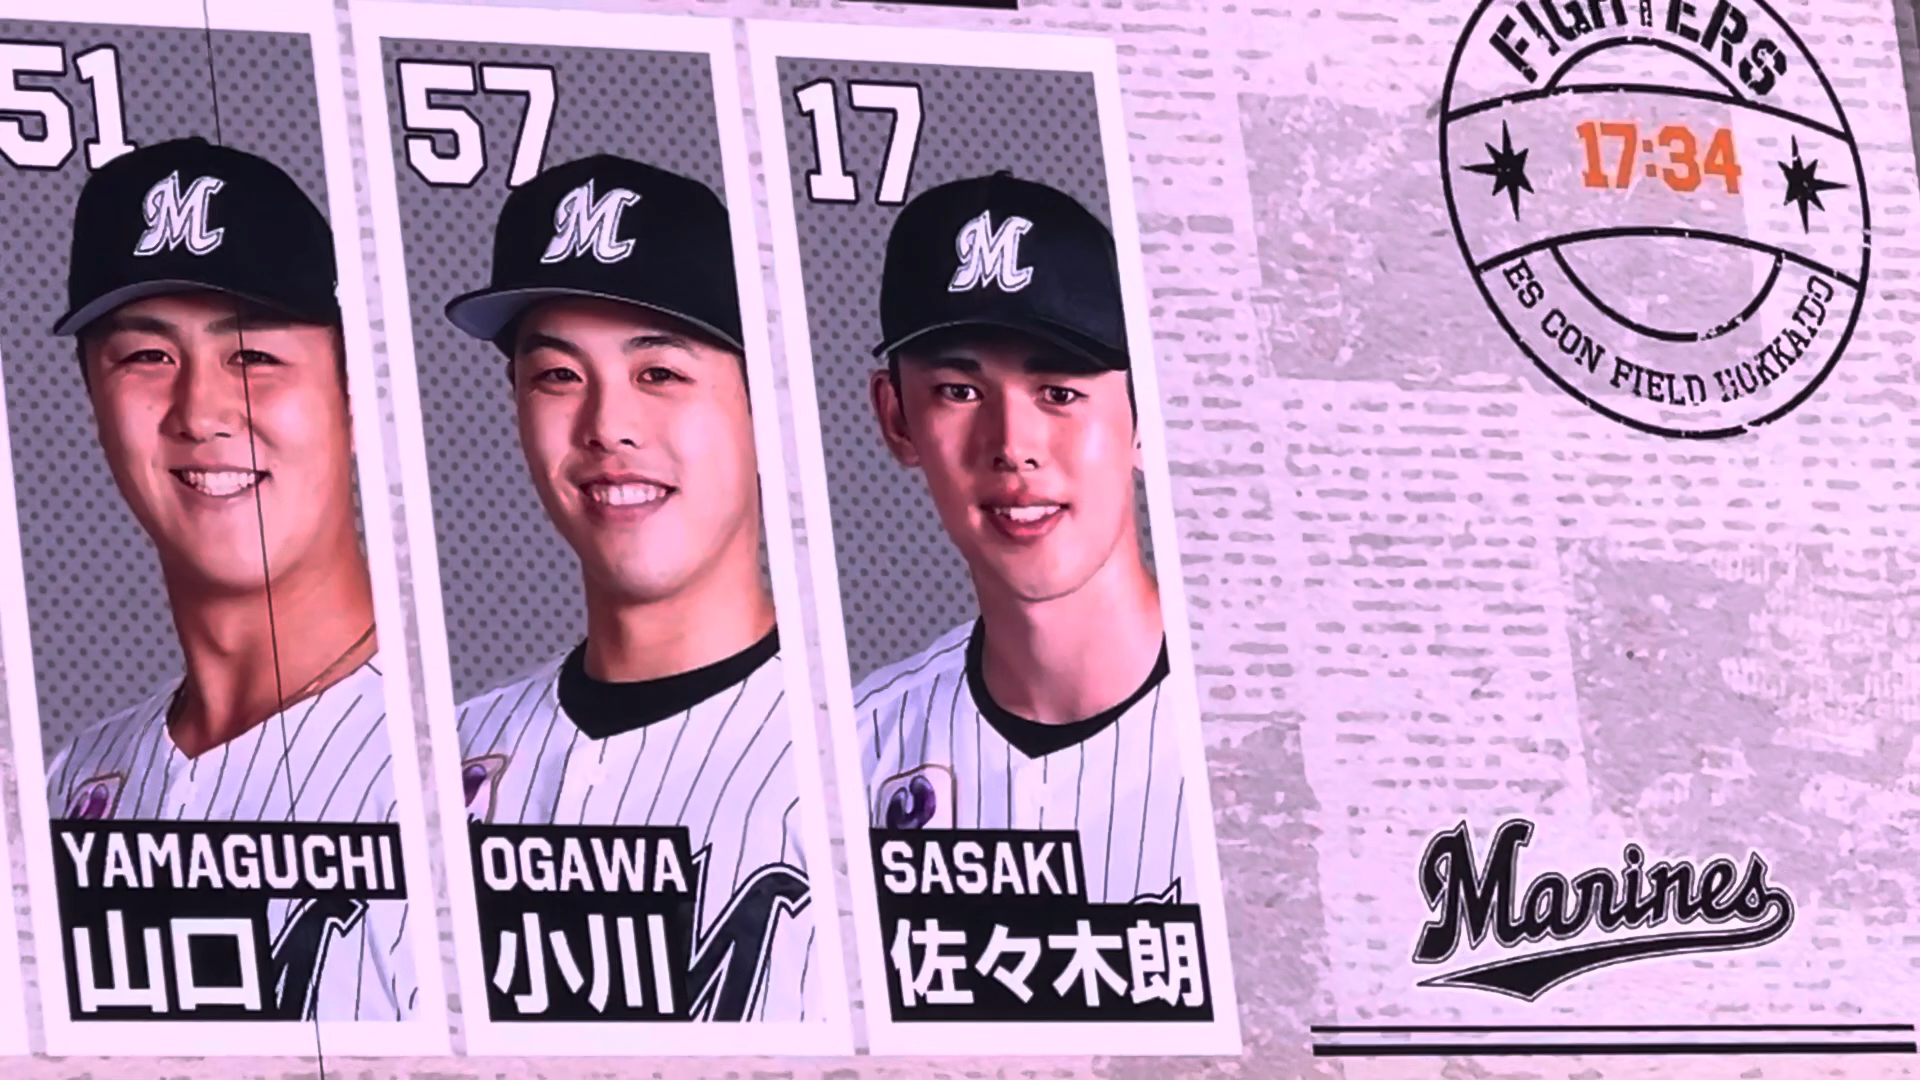 51
YAMAGUCHI
山口
57
OGAWA
小川
17
SASAKI
佐々木朗
FIGHTERS
17:34
ES CON FIELD HOKKAIDO
Marines